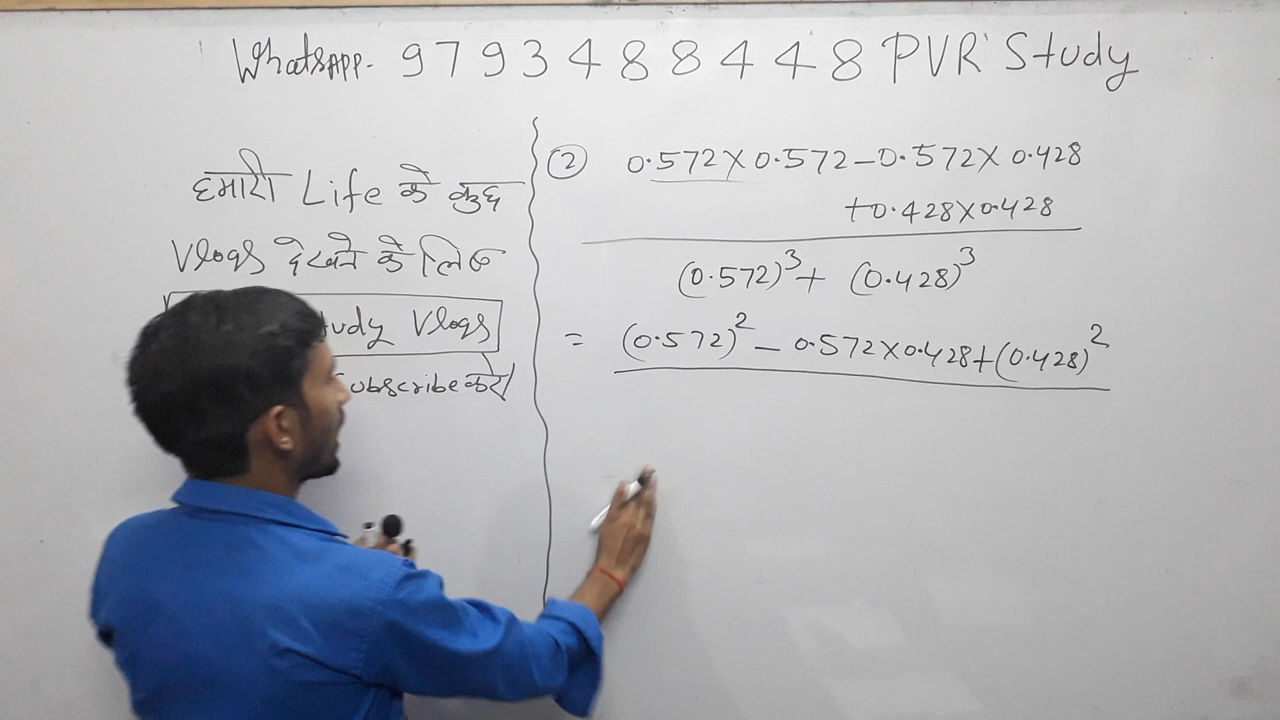 WhatsAPP. 9793488448 PVR Study
हमारी Life के कुछ
Vlogs देखने के लिए
tudy Vlogs
ubscribe करें
② 0.572×0.572−0.572×0.428
+0.428×0.428
(0.572)³+ (0.428)³
= (0.572)² − 0.572×0.428+(0.428)²